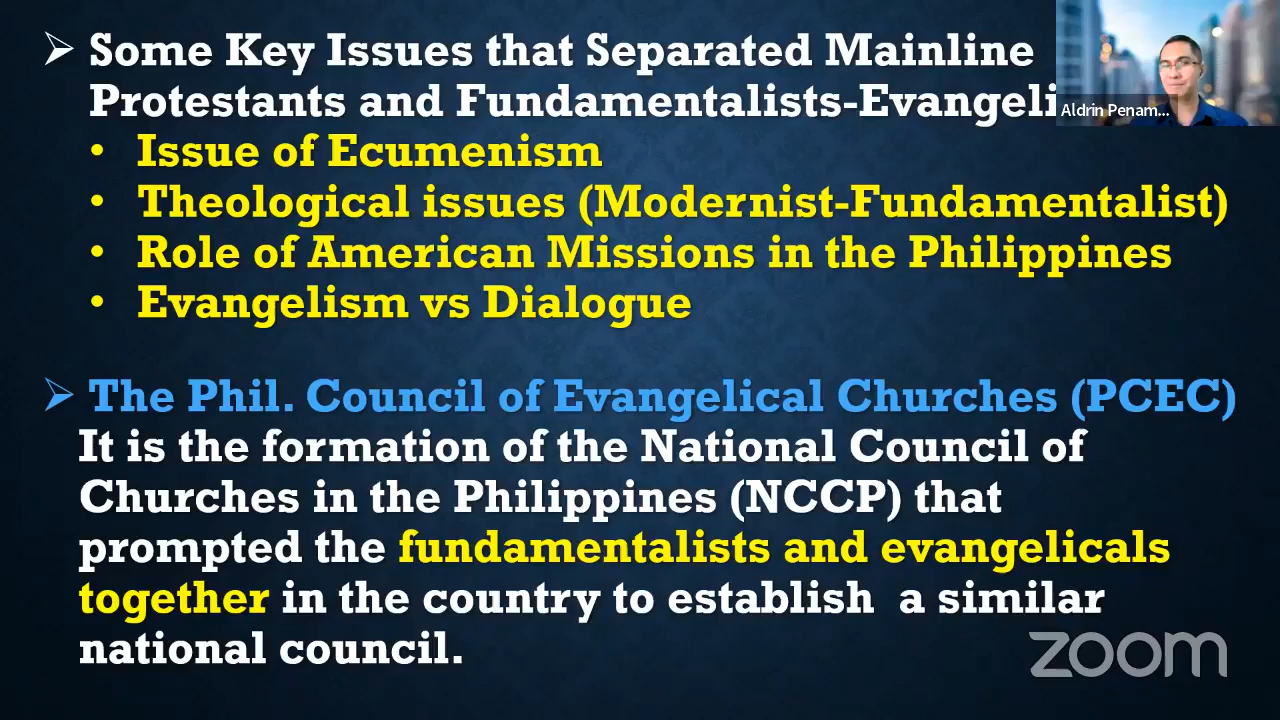 Some Key Issues that Separated Mainline
Protestants and Fundamentalists-Evangeli
Aldrin Penam...
• Issue of Ecumenism
• Theological issues (Modernist-Fundamentalist)
• Role of American Missions in the Philippines
• Evangelism vs Dialogue
The Phil. Council of Evangelical Churches (PCEC)
It is the formation of the National Council of
Churches in the Philippines (NCCP) that
prompted the fundamentalists and evangelicals
together in the country to establish a similar
national council.
zoom